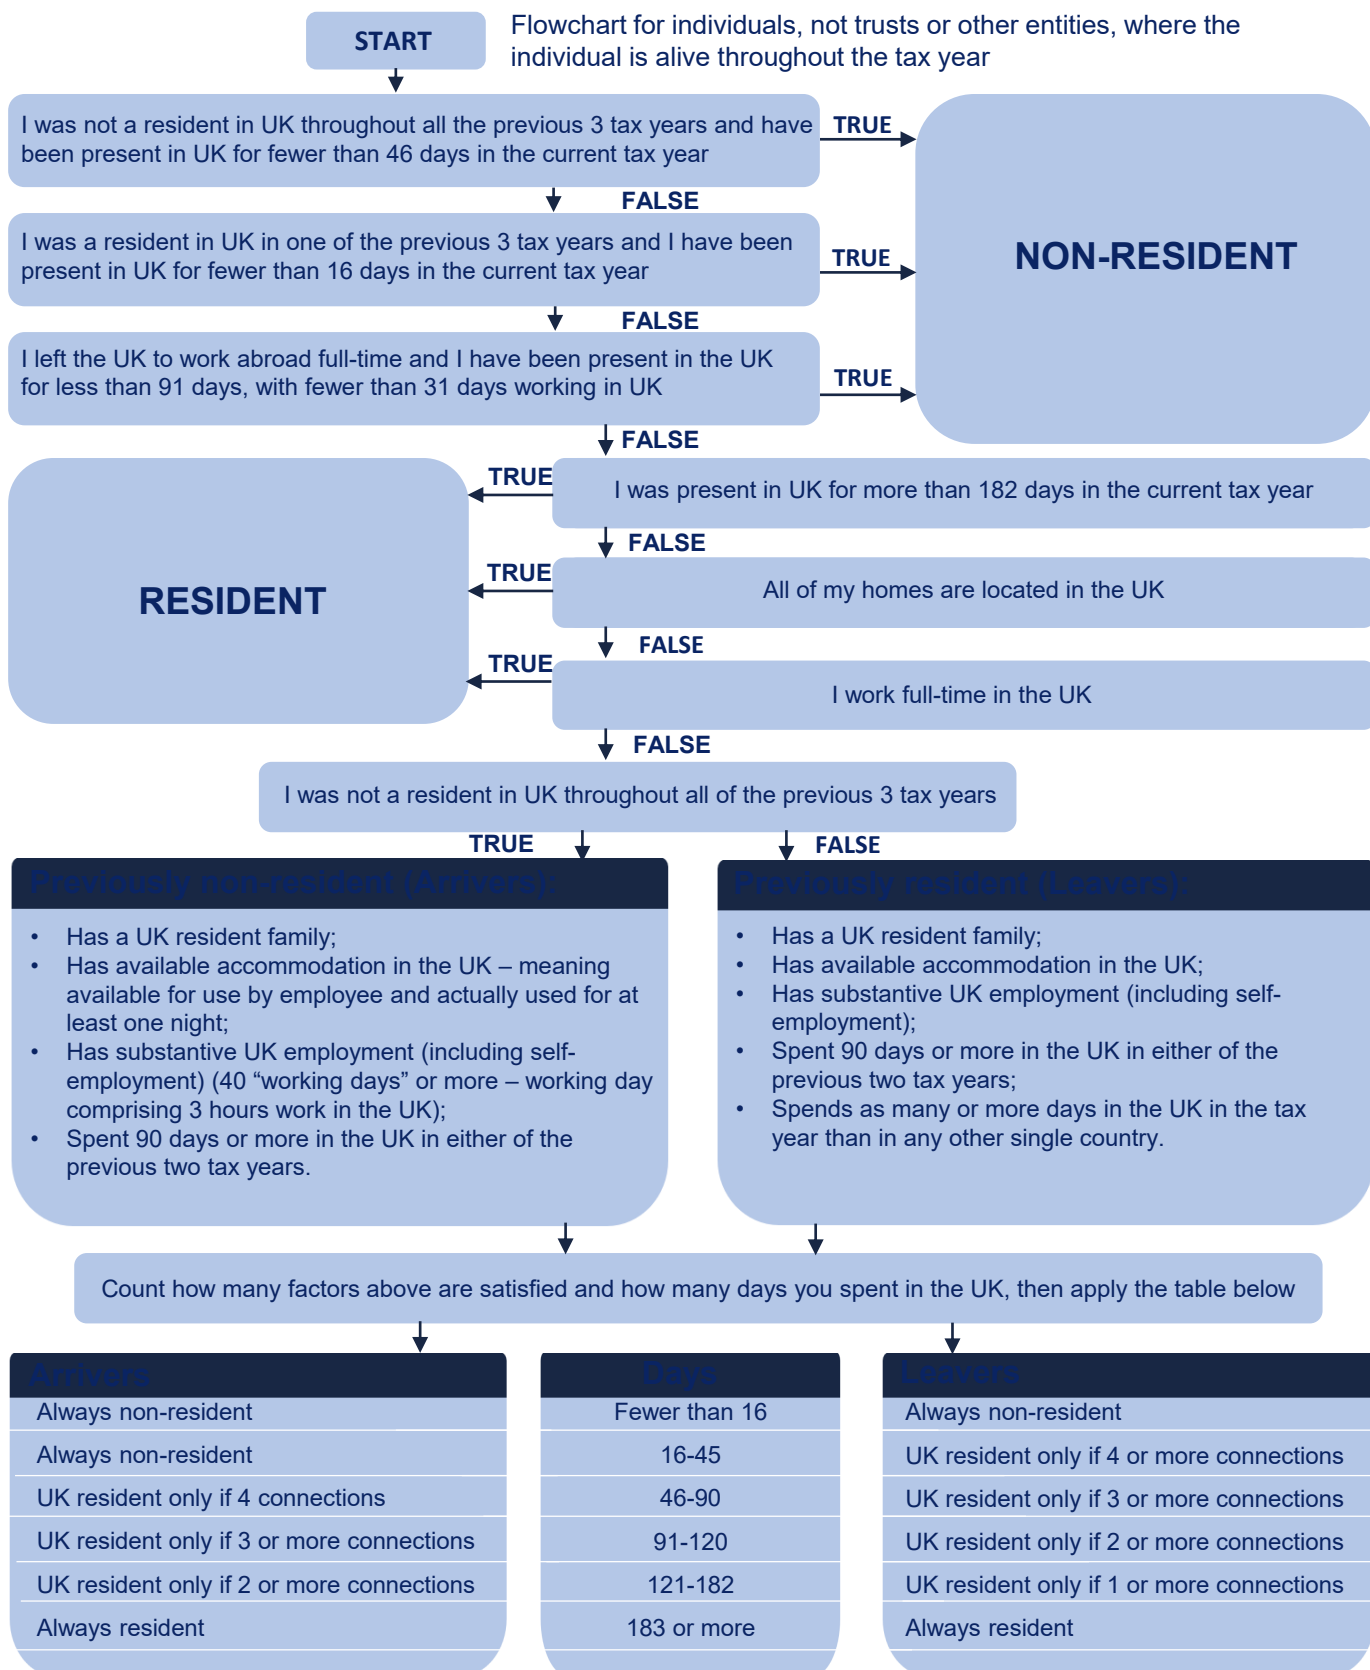 START
Flowchart for individuals, not trusts or other entities, where the
individual is alive throughout the tax year
I was not a resident in UK throughout all the previous 3 tax years and have
been present in UK for fewer than 46 days in the current tax year
TRUE
FALSE
I was a resident in UK in one of the previous 3 tax years and I have been
present in UK for fewer than 16 days in the current tax year
TRUE
NON-RESIDENT
FALSE
I left the UK to work abroad full-time and I have been present in the UK
for less than 91 days, with fewer than 31 days working in UK
TRUE
FALSE
TRUE
I was present in UK for more than 182 days in the current tax year
FALSE
RESIDENT
TRUE
All of my homes are located in the UK
FALSE
TRUE
I work full-time in the UK
FALSE
I was not a resident in UK throughout all of the previous 3 tax years
TRUE
FALSE
Previously non-resident (Arrivers):
• Has a UK resident family;
• Has available accommodation in the UK – meaning
available for use by employee and actually used for at
least one night;
• Has substantive UK employment (including self-
employment) (40 “working days” or more – working day
comprising 3 hours work in the UK);
• Spent 90 days or more in the UK in either of the
previous two tax years.
Previously resident (Leavers):
• Has a UK resident family;
• Has available accommodation in the UK;
• Has substantive UK employment (including self-
employment);
• Spent 90 days or more in the UK in either of the
previous two tax years;
• Spends as many or more days in the UK in the tax
year than in any other single country.
Count how many factors above are satisfied and how many days you spent in the UK, then apply the table below
Arrivers Days Leavers
Always non-resident Fewer than 16 Always non-resident
Always non-resident 16-45 UK resident only if 4 or more connections
UK resident only if 4 connections 46-90 UK resident only if 3 or more connections
UK resident only if 3 or more connections 91-120 UK resident only if 2 or more connections
UK resident only if 2 or more connections 121-182 UK resident only if 1 or more connections
Always resident 183 or more Always resident